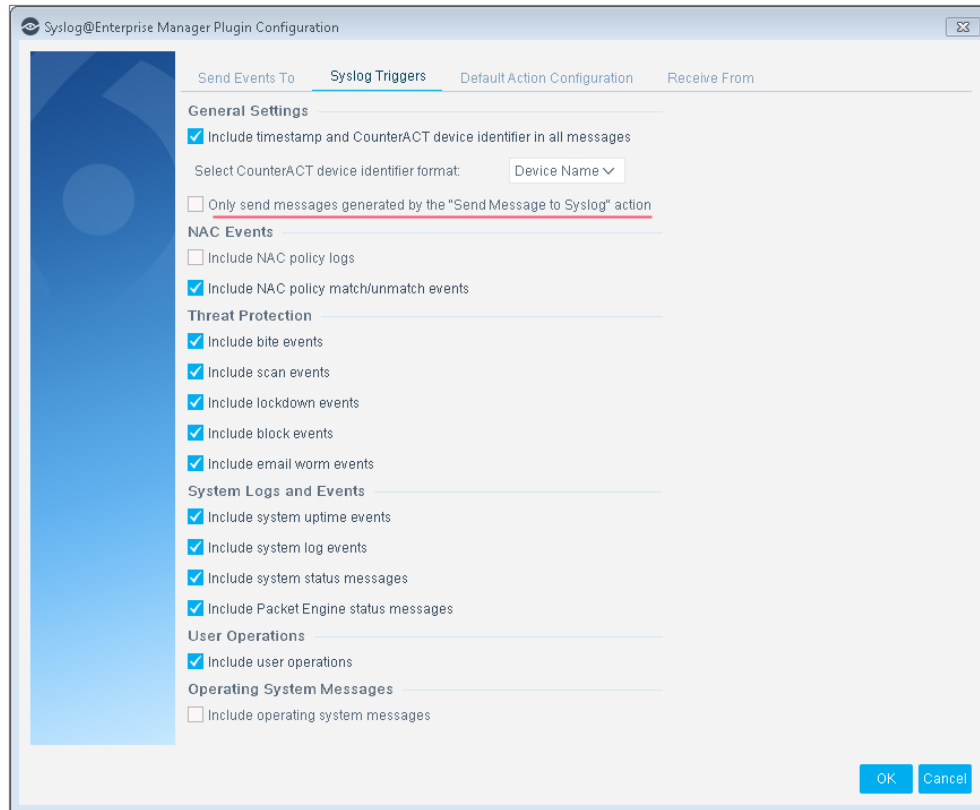 Syslog@Enterprise Manager Plugin Configuration
Send Events To Syslog Triggers Default Action Configuration Receive From
General Settings
Include timestamp and CounterACT device identifier in all messages
Select CounterACT device identifier format: Device Name
Only send messages generated by the "Send Message to Syslog" action
NAC Events
Include NAC policy logs
Include NAC policy match/unmatch events
Threat Protection
Include bite events
Include scan events
Include lockdown events
Include block events
Include email worm events
System Logs and Events
Include system uptime events
Include system log events
Include system status messages
Include Packet Engine status messages
User Operations
Include user operations
Operating System Messages
Include operating system messages
OK Cancel